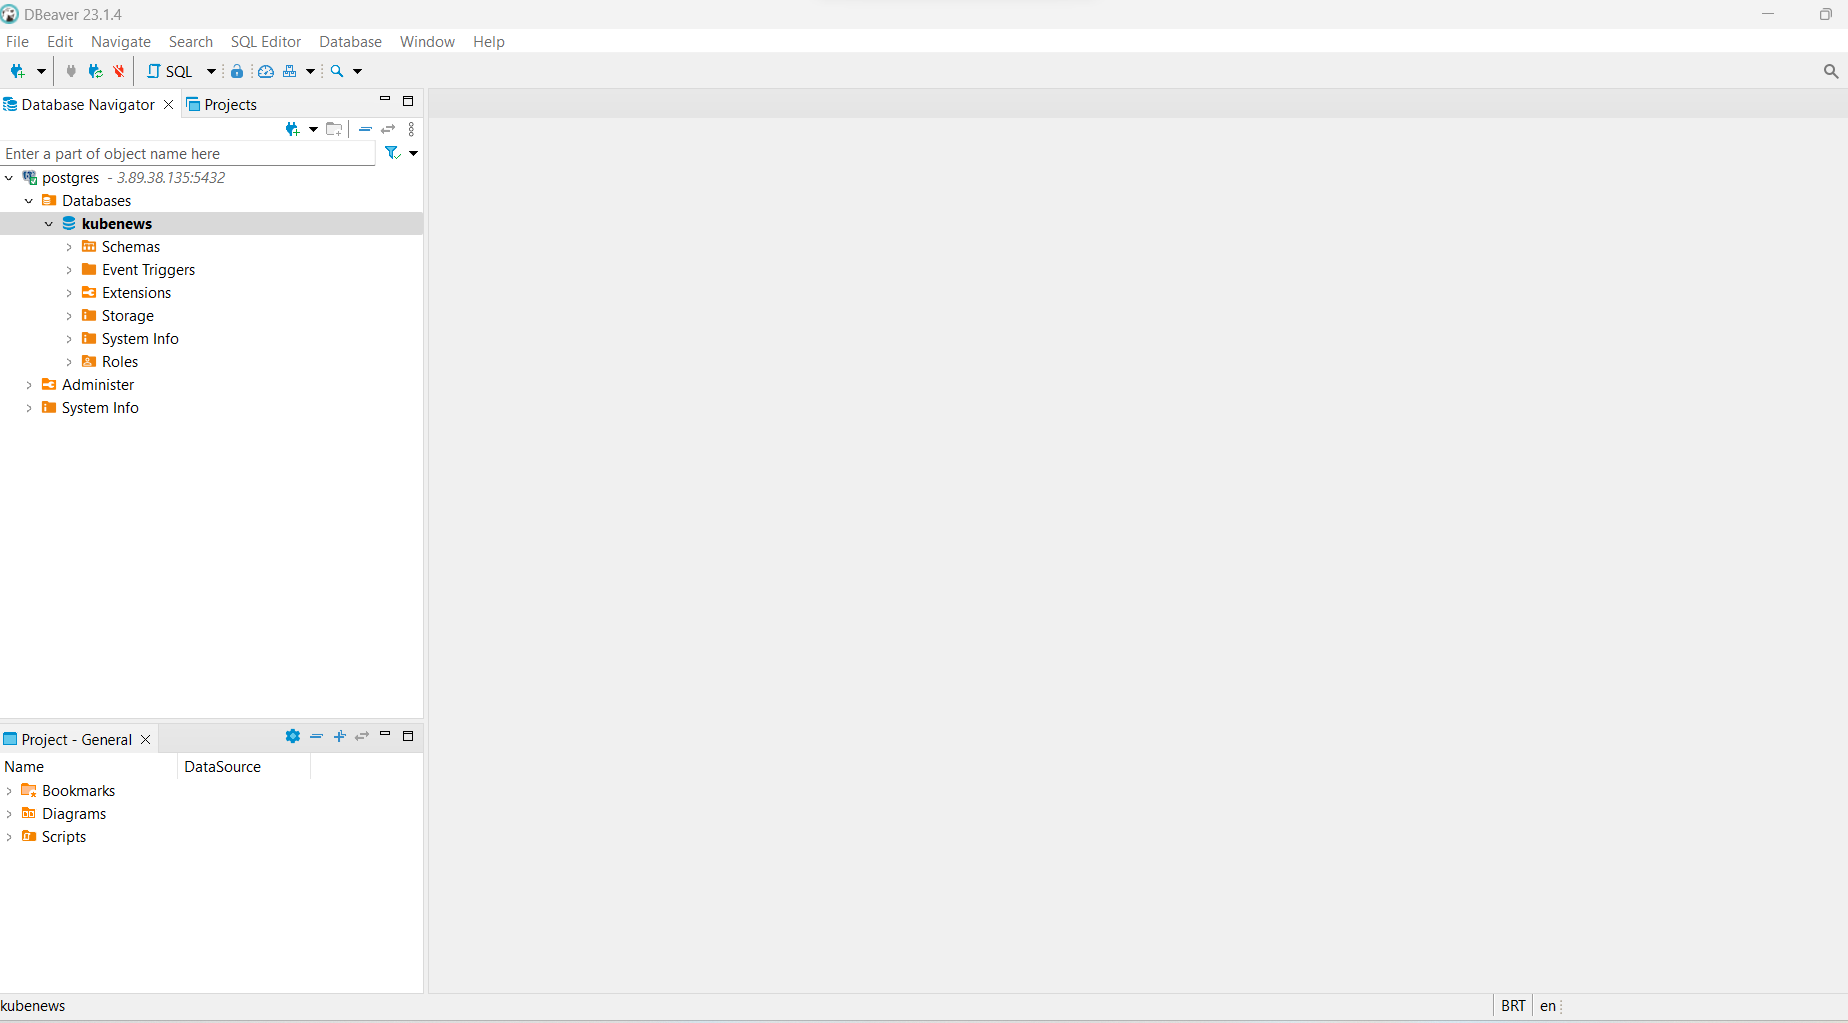 DBeaver 23.1.4
File Edit Navigate Search SQL Editor Database Window Help
SQL
Database Navigator Projects
Enter a part of object name here
postgres - 3.89.38.135:5432
Databases
kubenews
Schemas
Event Triggers
Extensions
Storage
System Info
Roles
Administer
System Info
Project - General
Name DataSource
Bookmarks
Diagrams
Scripts
kubenews BRT en